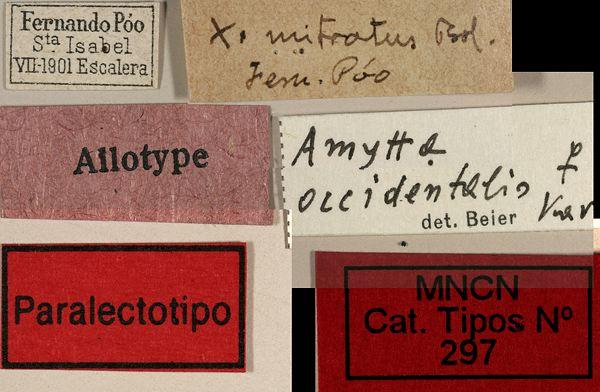 Fernando Póo
Sta Isabel
VII-1901 Escalera
X. mitratus Bol.
Fern. Póo
Allotype
Amytta ♀
occidentalis
det. Beier
Paralectotipo
MNCN
Cat. Tipos Nº
297